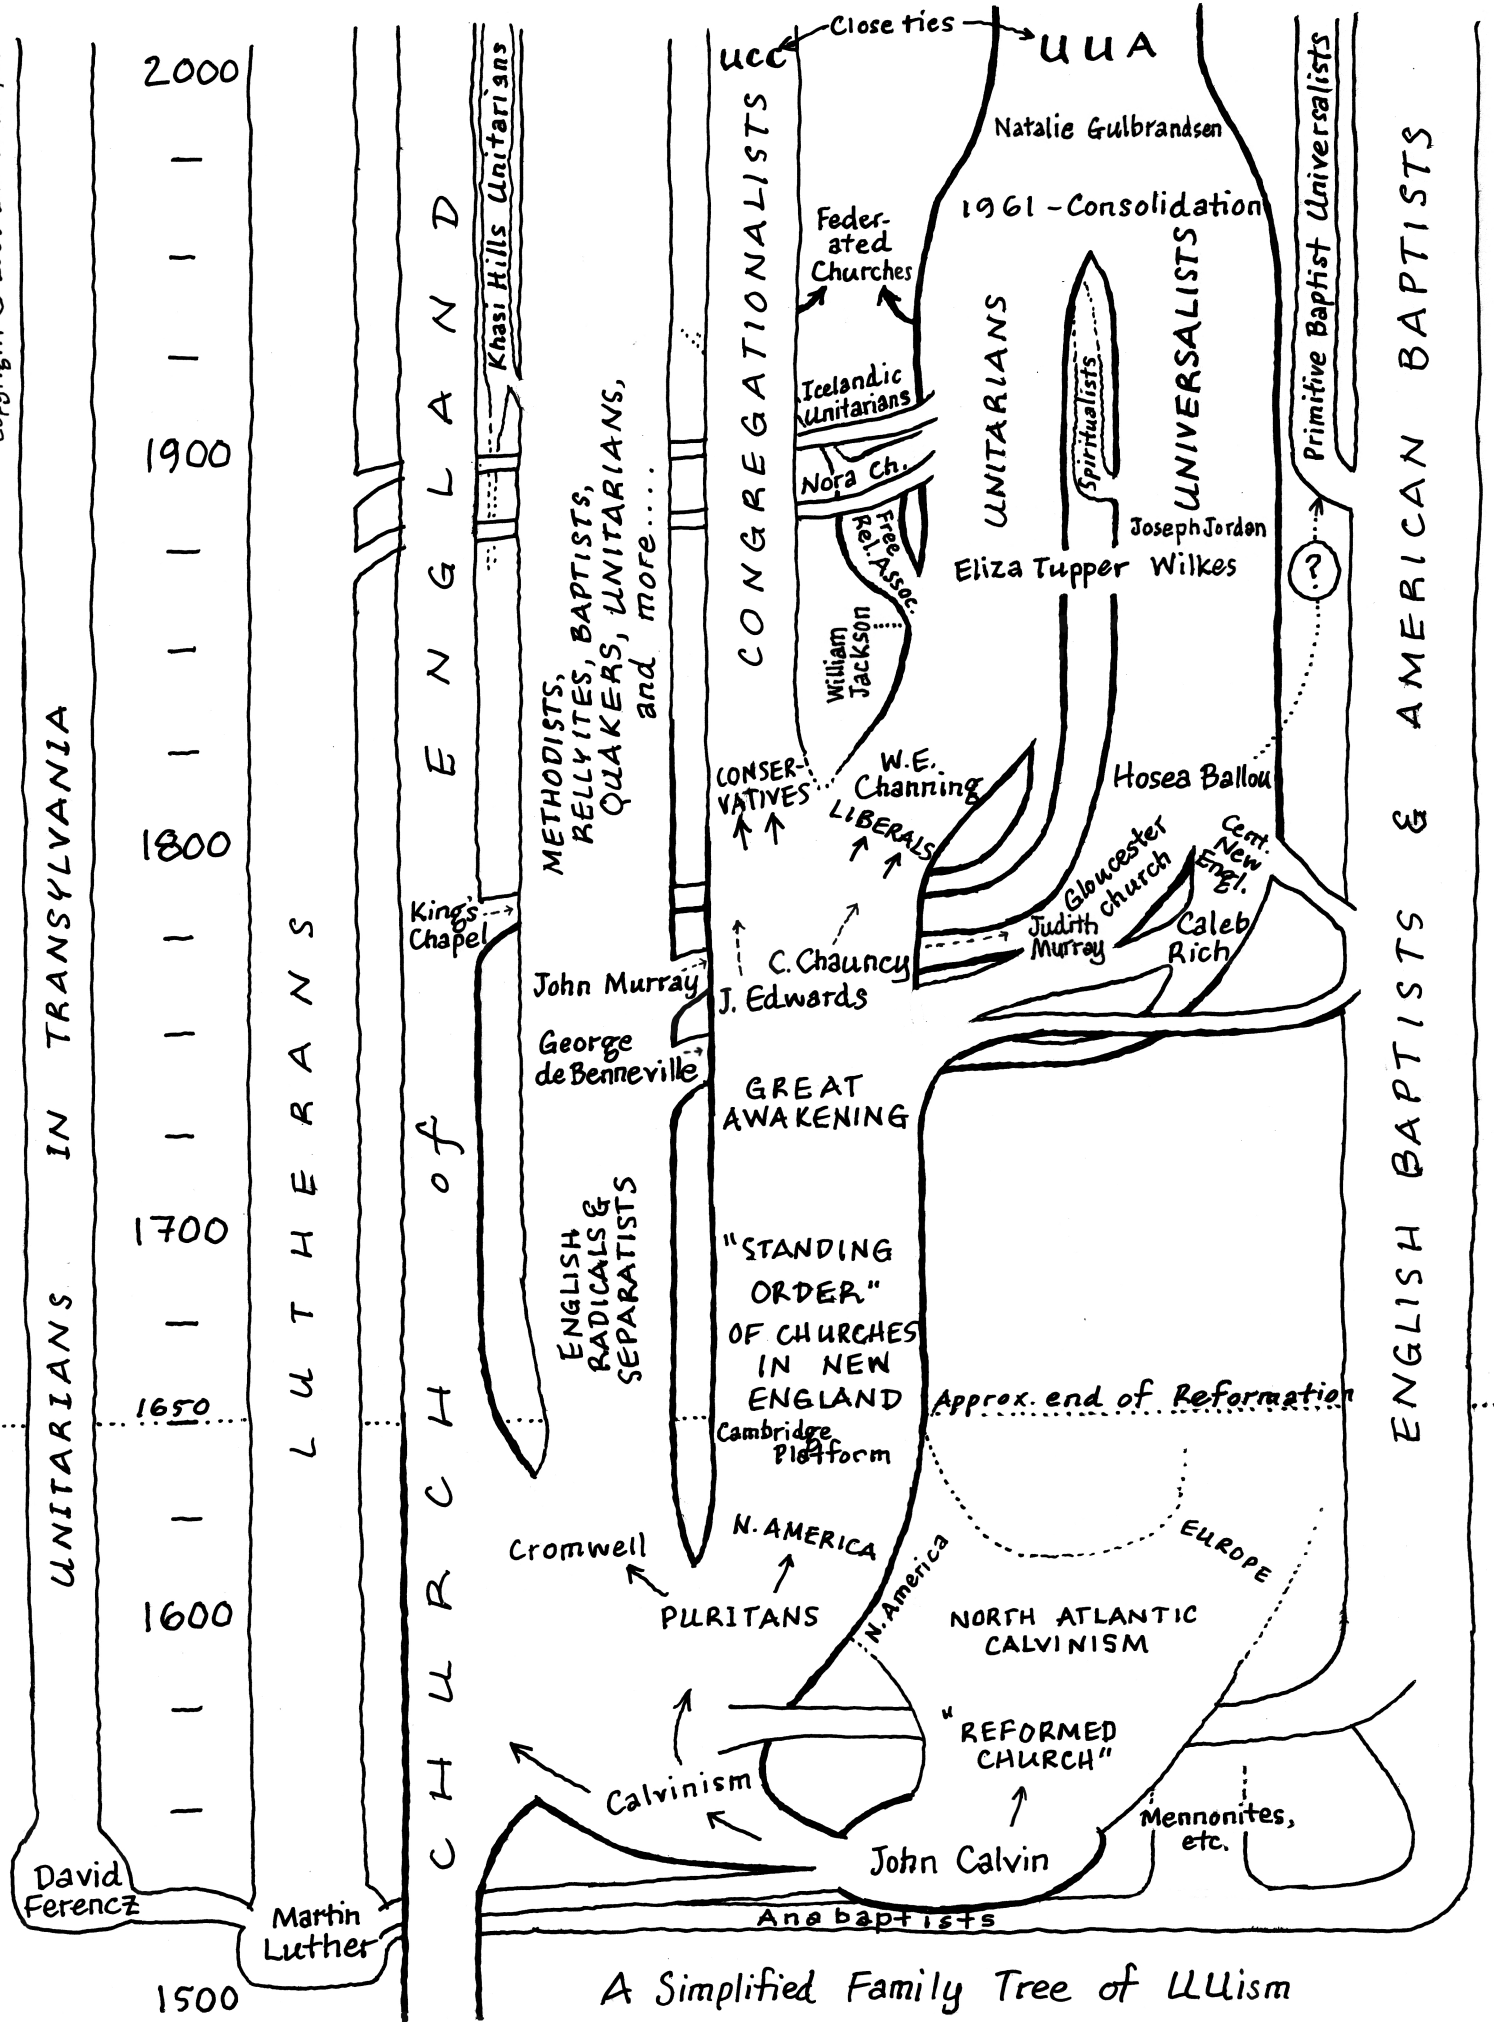 Close ties
UCC
UUA
2000
Natalie Gulbrandsen
1961 - Consolidation
Khasi Hills Unitarians
Primitive Baptist Universalists
CONGREGATIONALISTS
Feder-
ated
Churches
UNITARIANS
Spiritualists
UNIVERSALISTS
Icelandic
Unitarians
1900
Nora Ch.
Free
Rel. Assoc.
Joseph Jordan
Eliza Tupper Wilkes
?
William
Jackson
METHODISTS,
RELLYITES, BAPTISTS,
QUAKERS, UNITARIANS,
and more.....
CONSER-
VATIVES
W.E.
Channing
LIBERALS
Hosea Ballou
1800
Gloucester
church
Cent.
New
Engl.
King's
Chapel
Judith
Murray
Caleb
Rich
John Murray
C. Chauncy
J. Edwards
George
de Benneville
GREAT
AWAKENING
UNITARIANS IN TRANSYLVANIA
LUTHERANS
CHURCH of ENGLAND
ENGLISH BAPTISTS & AMERICAN BAPTISTS
1700
ENGLISH
RADICALS &
SEPARATISTS
"STANDING
ORDER"
OF CHURCHES
IN NEW
ENGLAND
1650
Approx. end of Reformation
Cambridge
Platform
Cromwell
N. AMERICA
N. America
EUROPE
1600
PURITANS
NORTH ATLANTIC
CALVINISM
"REFORMED
CHURCH"
Calvinism
Mennonites,
etc.
John Calvin
David
Ferencz
Martin
Luther
Anabaptists
1500
A Simplified Family Tree of UUism